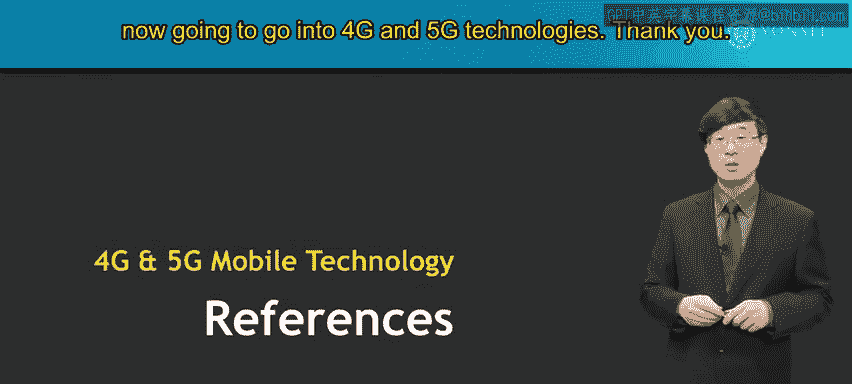 now going to go into 4G and 5G technologies. Thank you.
4G & 5G Mobile Technology
References